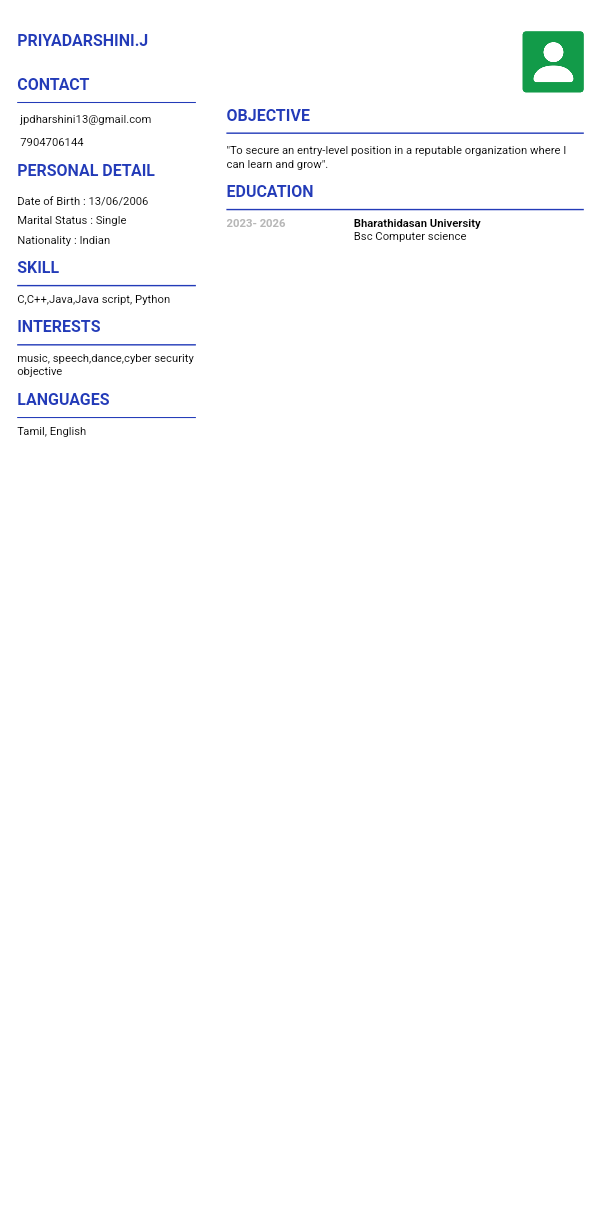 PRIYADARSHINI.J
CONTACT
jpdharshini13@gmail.com
7904706144
PERSONAL DETAIL
Date of Birth : 13/06/2006
Marital Status : Single
Nationality : Indian
SKILL
C,C++,Java,Java script, Python
INTERESTS
music, speech,dance,cyber security
objective
LANGUAGES
Tamil, English
OBJECTIVE
"To secure an entry-level position in a reputable organization where I
can learn and grow".
EDUCATION
2023- 2026 Bharathidasan University
Bsc Computer science